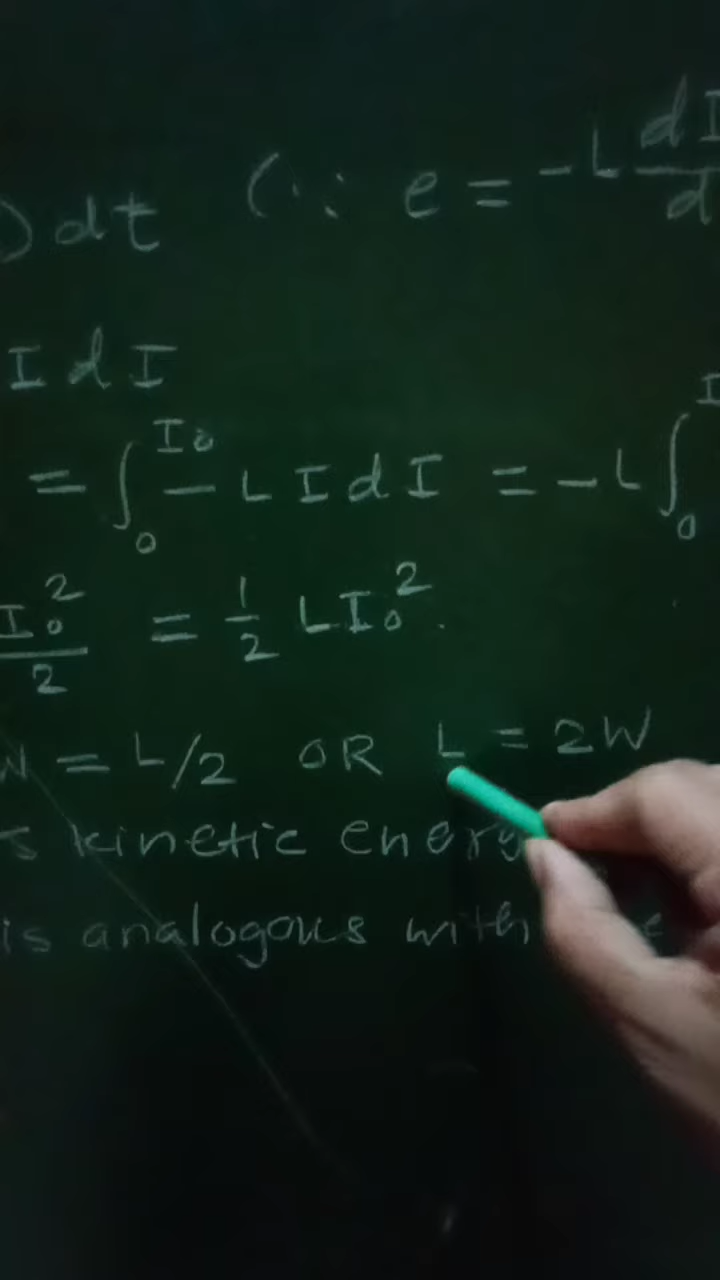 ) dt (∵ e = -L dI/d
I dI
= ∫₀^I₀ - L I dI = -L ∫₀^I
I₀²/2 = 1/2 L I₀².
W = L/2 OR L = 2W
s kinetic energ
is analogous with